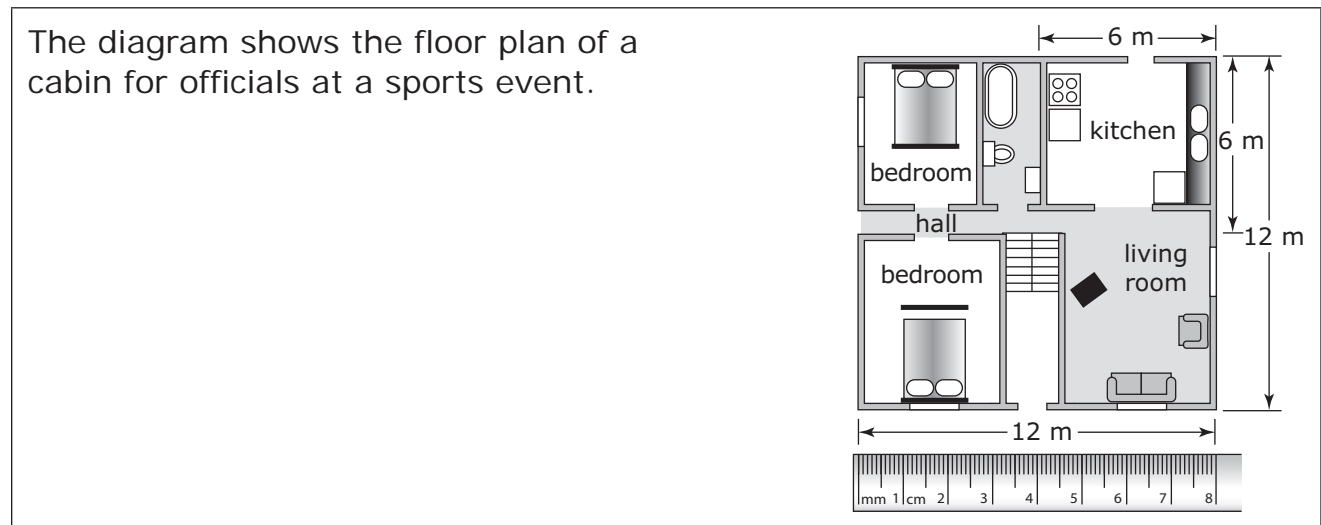 The diagram shows the floor plan of a
cabin for officials at a sports event.
6 m
kitchen
6 m
bedroom
hall
12 m
living
room
bedroom
12 m
mm 1 cm 2 3 4 5 6 7 8